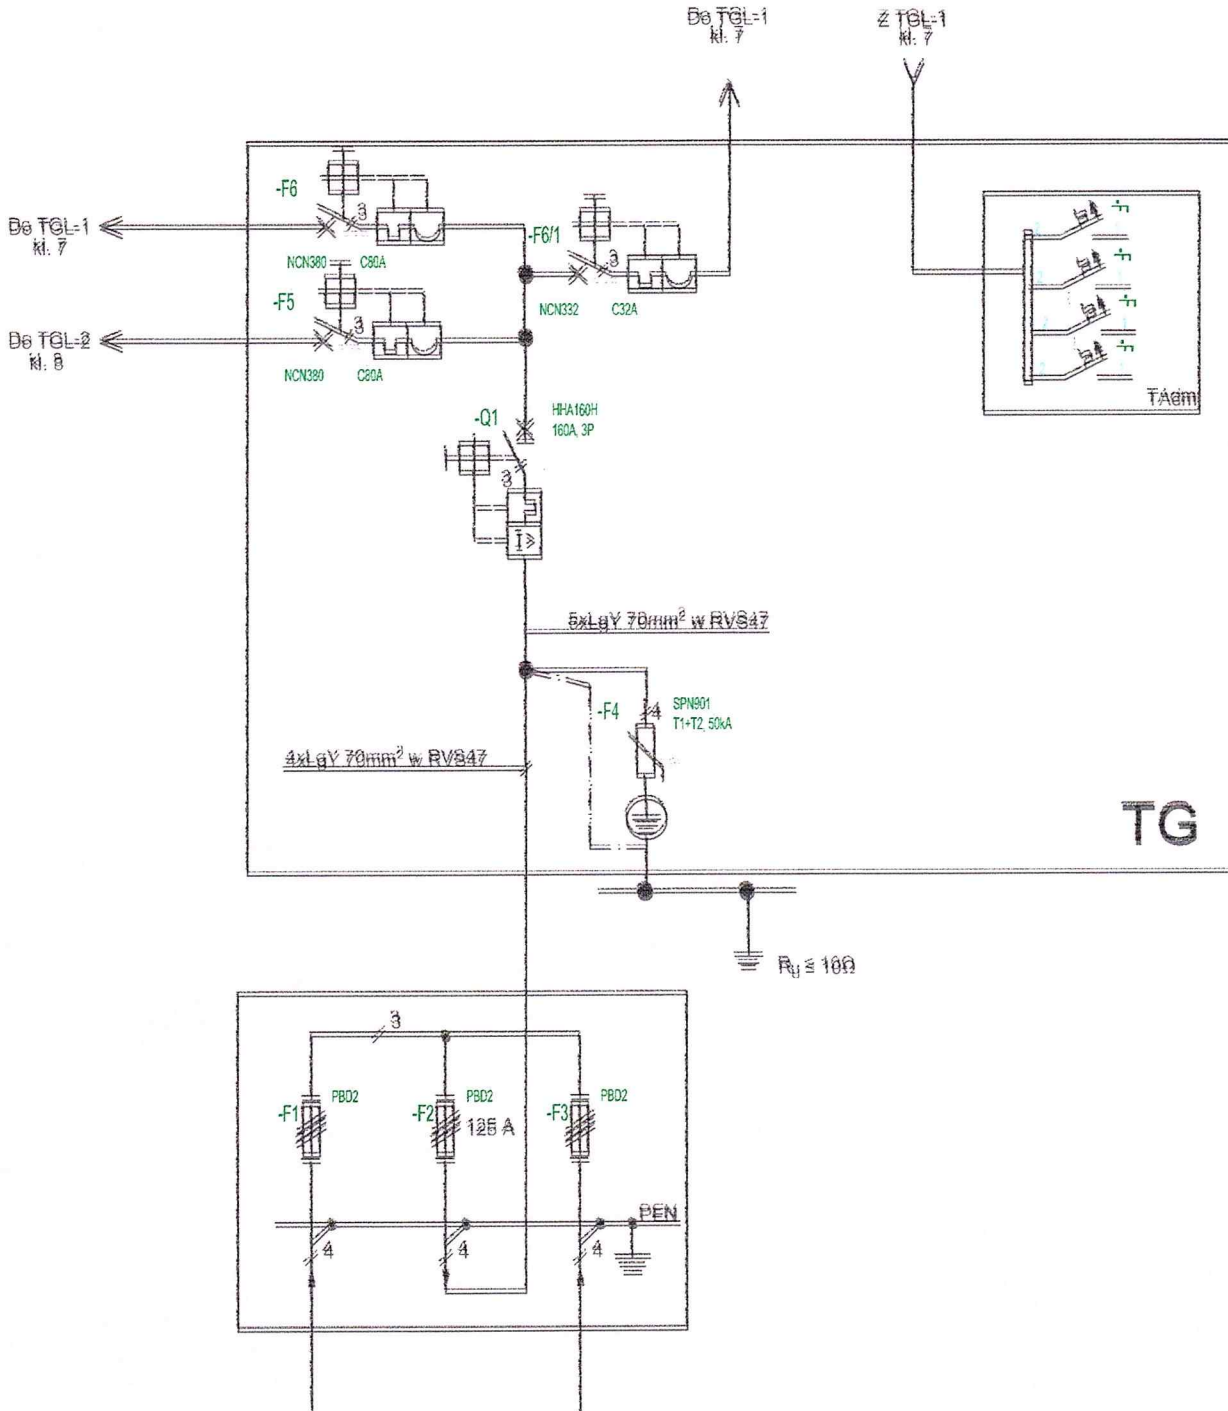 Do TGL-1
kl. 7
Z TGL-1
kl. 7
-F6
3
Do TGL-1
kl. 7
NCN380 C80A
-F6/1
3
NCN332 C32A
-F5
3
Do TGL-2
kl. 8
NCN380 C80A
-F
-F
-F
-F
TAdm
-Q1
HHA160H
160A, 3P
3
I>
5xLgY 70mm² w RVS47
-F4
4
SPN901
T1+T2, 50kA
4xLgY 70mm² w RVS47
TG
Ru ≤ 10Ω
3
-F1
PBD2
-F2
PBD2
125 A
-F3
PBD2
PEN
4
4
4